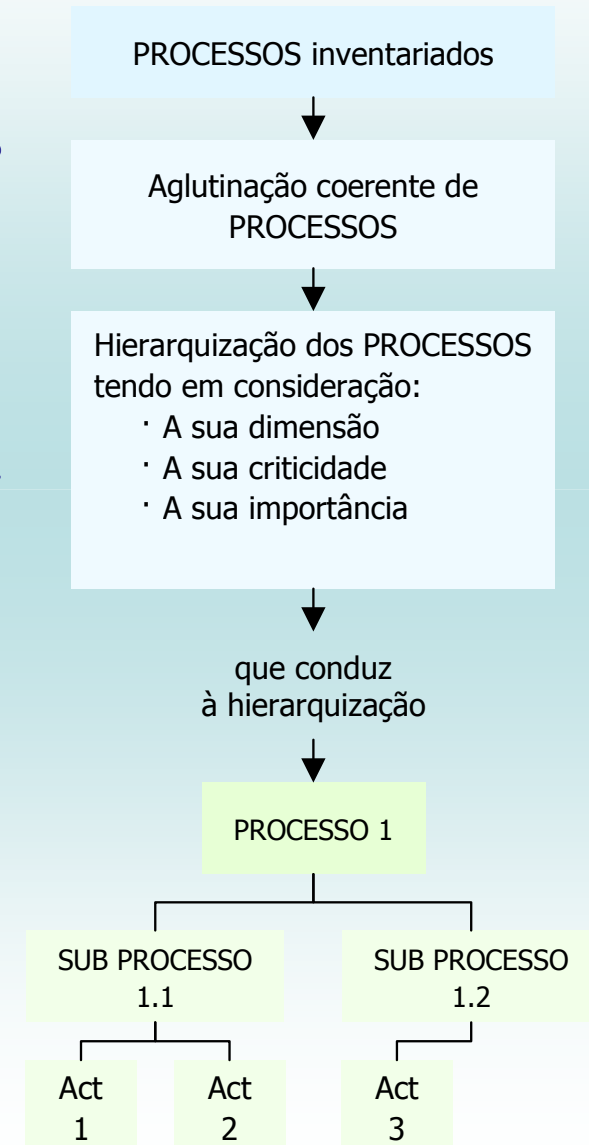 PROCESSOS inventariados
Aglutinação coerente de
PROCESSOS
Hierarquização dos PROCESSOS
tendo em consideração:
· A sua dimensão
· A sua criticidade
· A sua importância
que conduz
à hierarquização
PROCESSO 1
SUB PROCESSO
1.1
SUB PROCESSO
1.2
Act
1
Act
2
Act
3